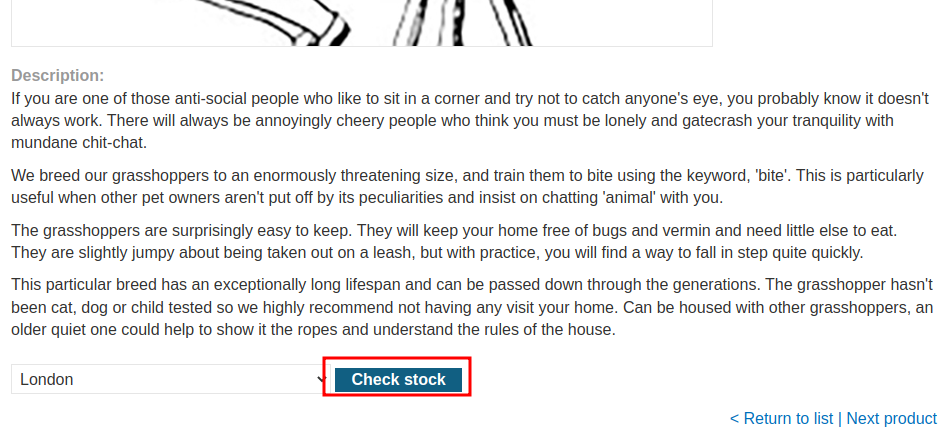 Description:
If you are one of those anti-social people who like to sit in a corner and try not to catch anyone's eye, you probably know it doesn't
always work. There will always be annoyingly cheery people who think you must be lonely and gatecrash your tranquility with
mundane chit-chat.
We breed our grasshoppers to an enormously threatening size, and train them to bite using the keyword, 'bite'. This is particularly
useful when other pet owners aren't put off by its peculiarities and insist on chatting 'animal' with you.
The grasshoppers are surprisingly easy to keep. They will keep your home free of bugs and vermin and need little else to eat.
They are slightly jumpy about being taken out on a leash, but with practice, you will find a way to fall in step quite quickly.
This particular breed has an exceptionally long lifespan and can be passed down through the generations. The grasshopper hasn't
been cat, dog or child tested so we highly recommend not having any visit your home. Can be housed with other grasshoppers, an
older quiet one could help to show it the ropes and understand the rules of the house.
London Check stock
< Return to list | Next product